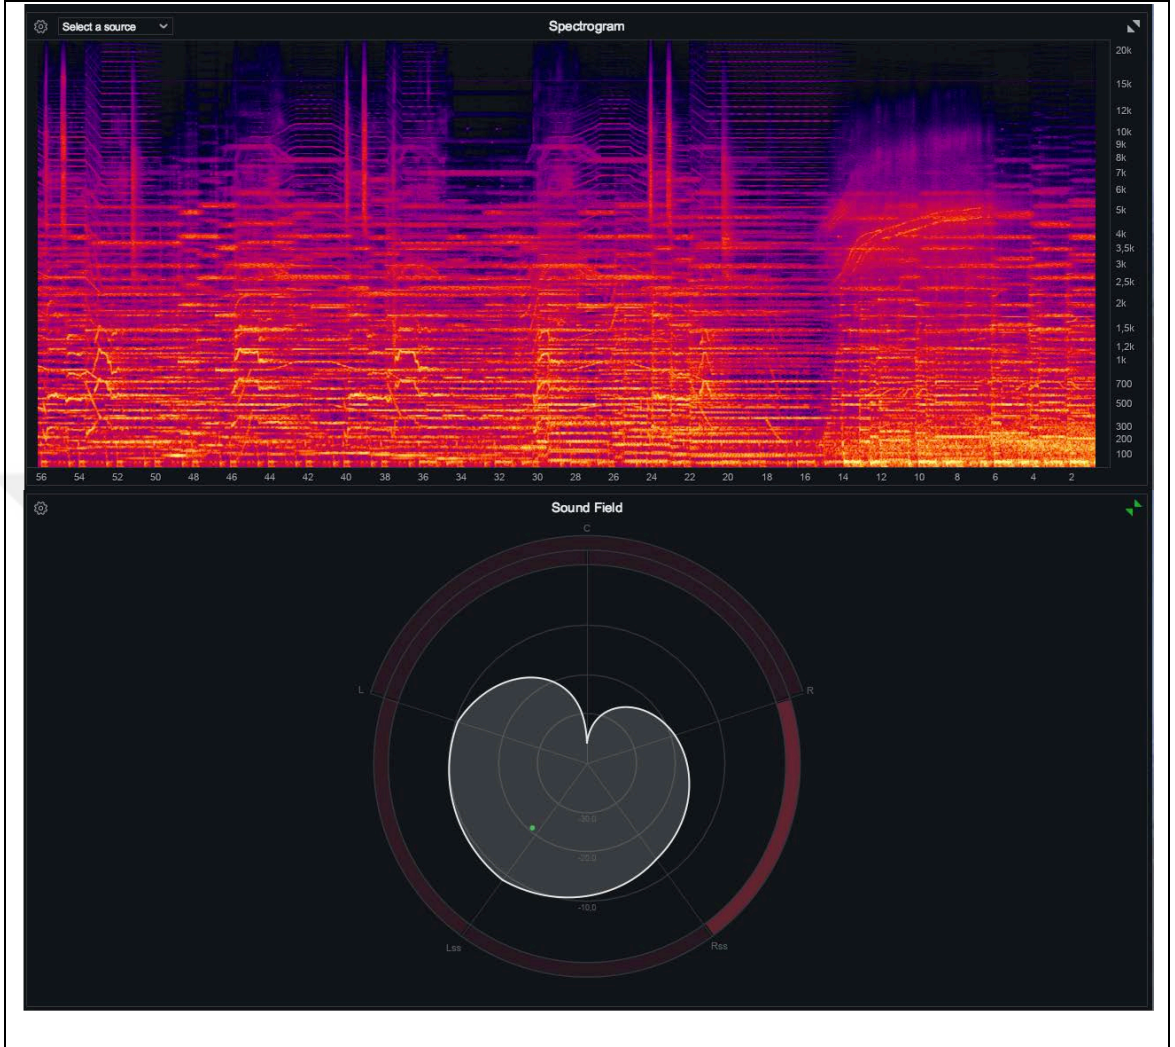 Select a source
Spectrogram
20k
15k
12k
10k
9k
8k
7k
6k
5k
4k
3,5k
3k
2,5k
2k
1,5k
1,2k
1k
700
500
300
200
100
56 54 52 50 48 46 44 42 40 38 36 34 32 30 28 26 24 22 20 18 16 14 12 10 8 6 4 2
Sound Field
C
L
R
-30,0
-20,0
-10,0
Lss
Rss